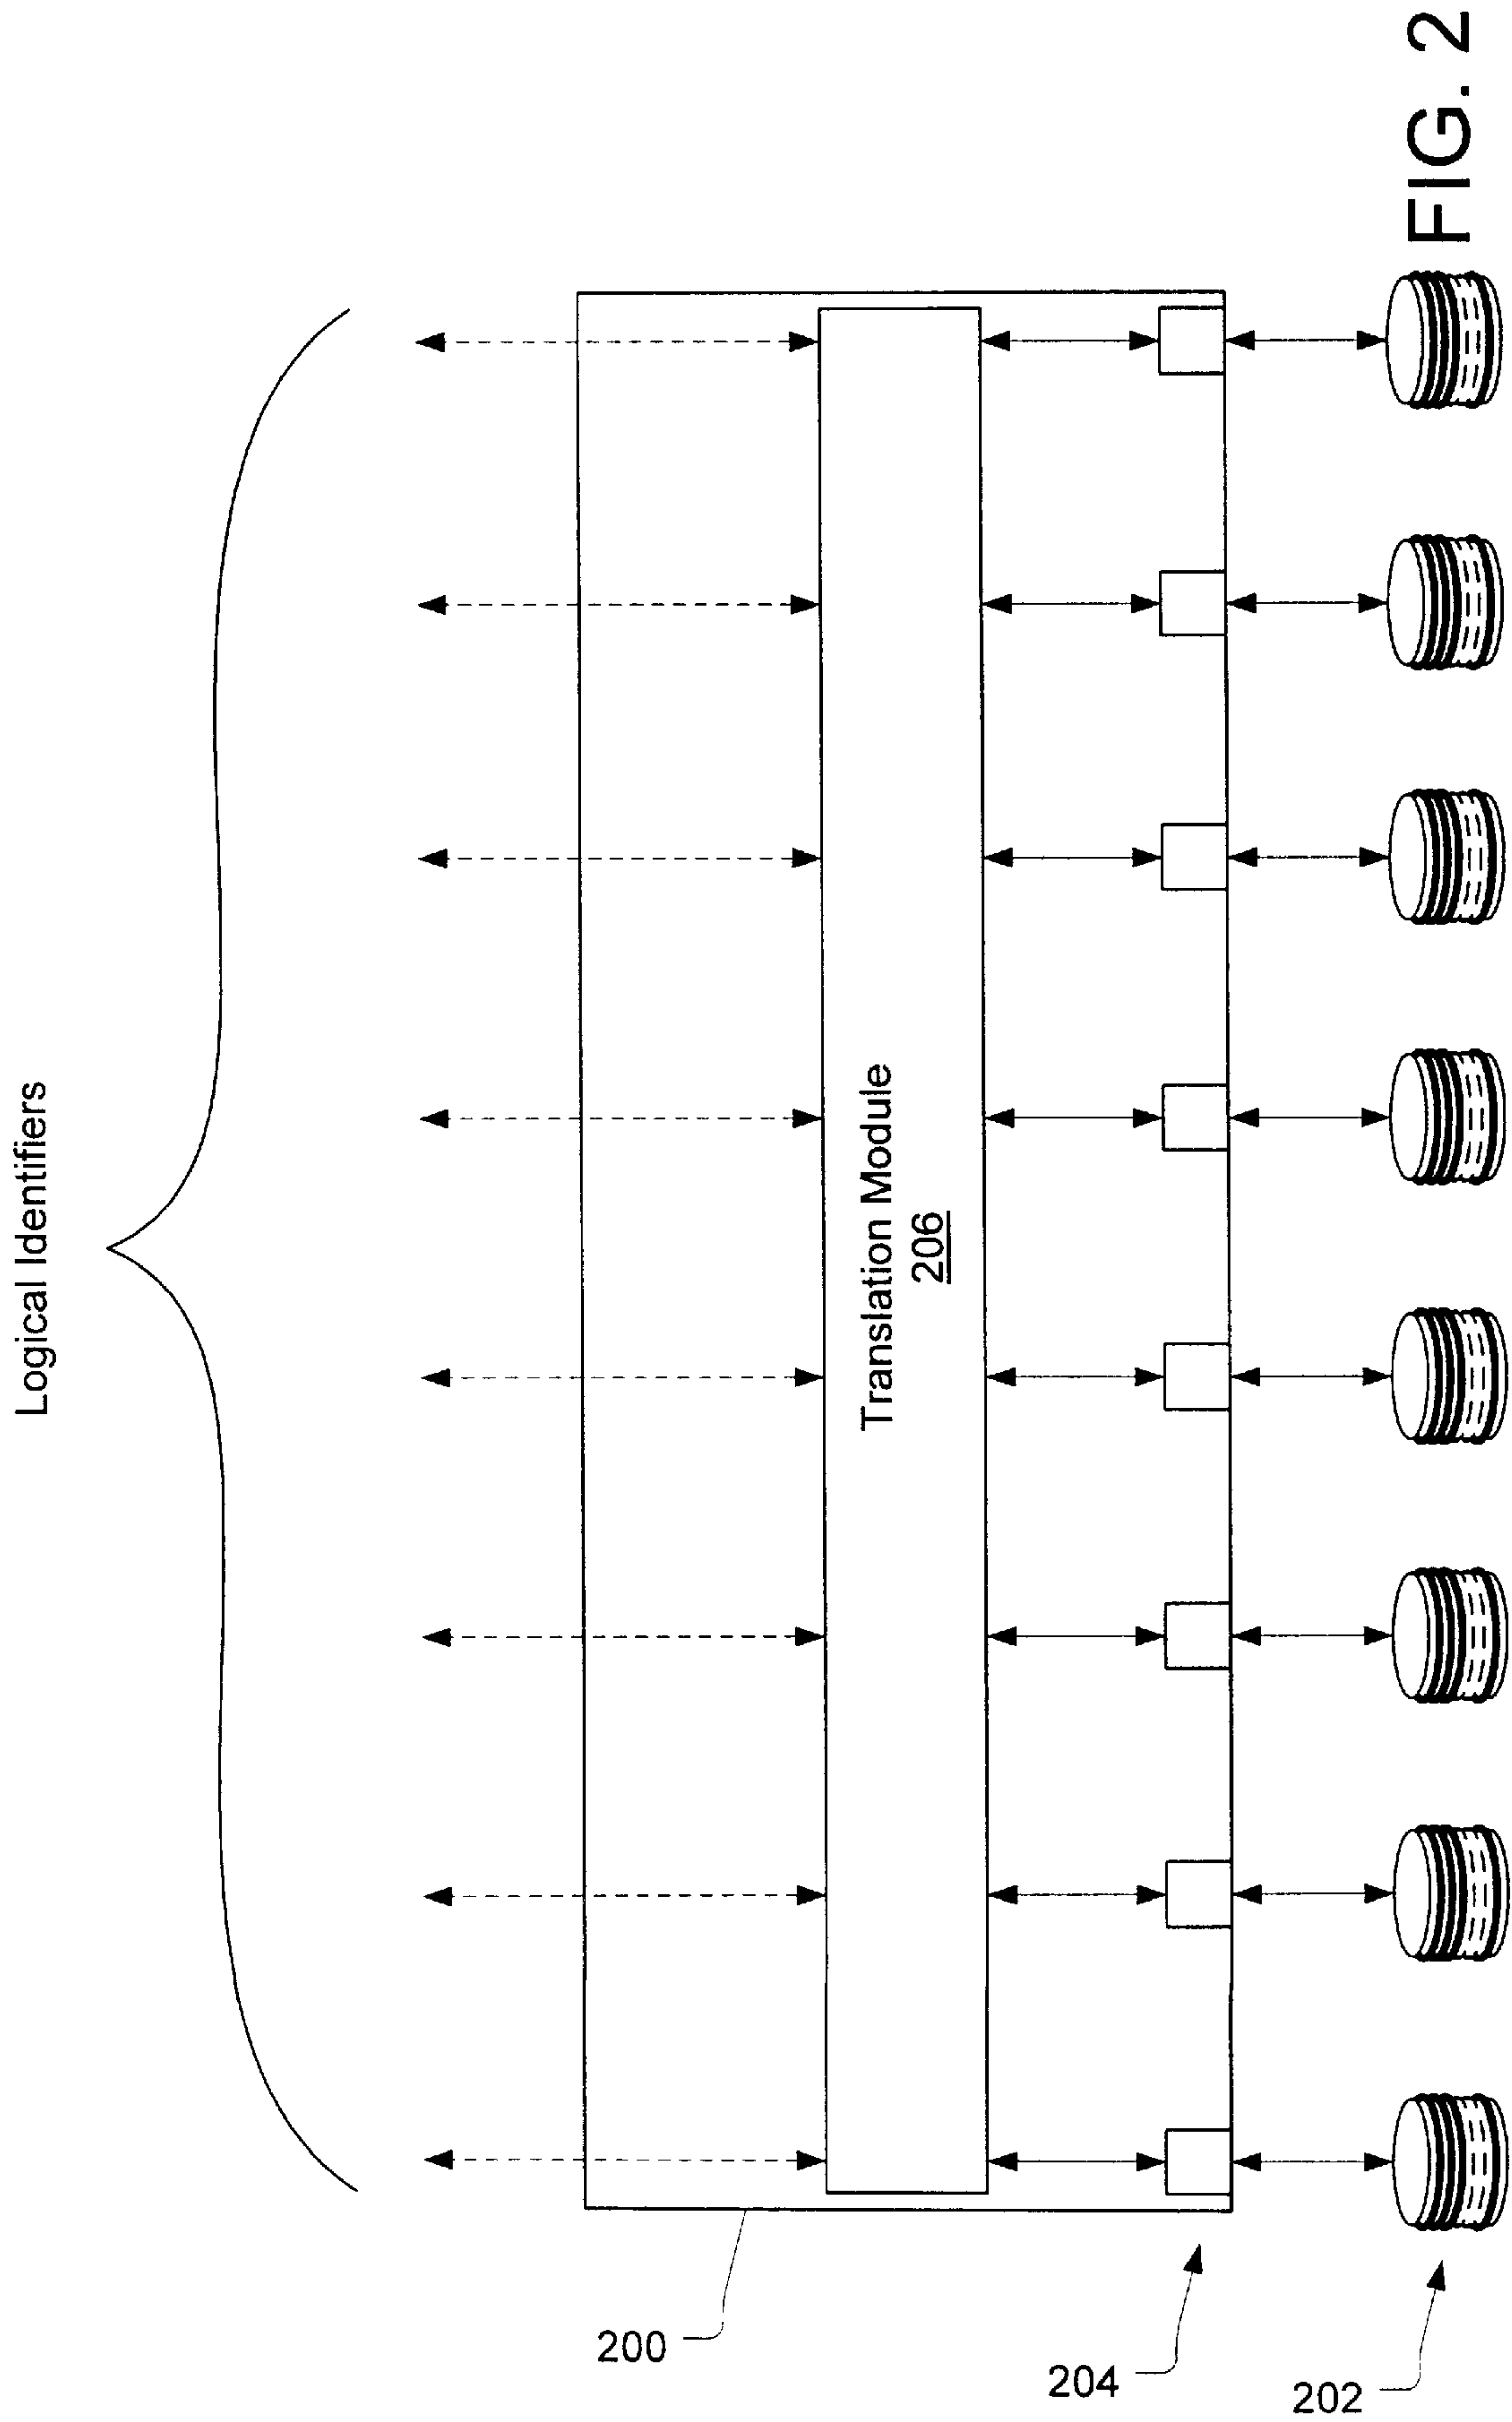 Logical Identifiers
Translation Module
206
200
204
202
FIG. 2